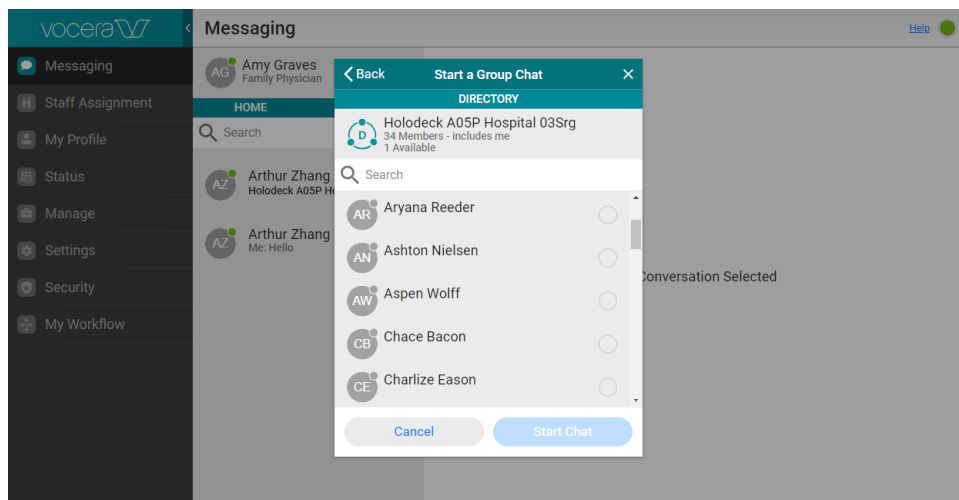 vocera
Messaging
Help
Messaging
Staff Assignment
My Profile
Status
Manage
Settings
Security
My Workflow
AG
Amy Graves
Family Physician
HOME
Search
AZ
Arthur Zhang
Holodeck A05P H
AZ
Arthur Zhang
Me: Hello
Back
Start a Group Chat
DIRECTORY
D
Holodeck A05P Hospital 03Srg
34 Members - includes me
1 Available
Search
AR
Aryana Reeder
AN
Ashton Nielsen
AW
Aspen Wolff
CB
Chace Bacon
CE
Charlize Eason
Cancel
Start Chat
Conversation Selected